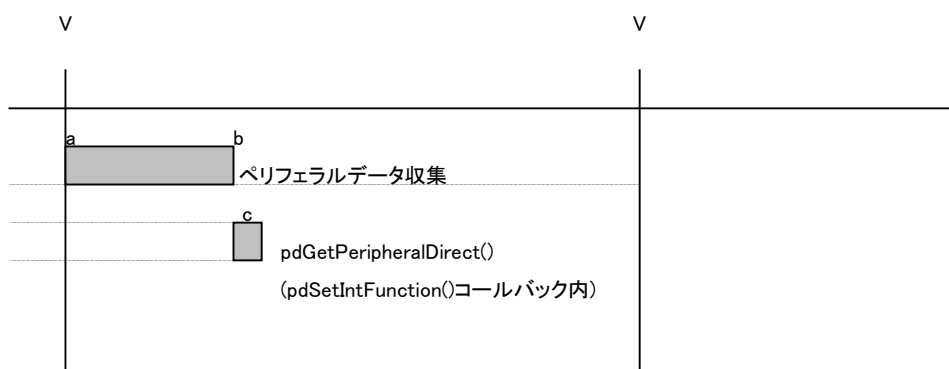 V
V
a
b
ペリフェラルデータ収集
c
pdGetPeripheralDirect()
(pdSetIntFunction()コールバック内)